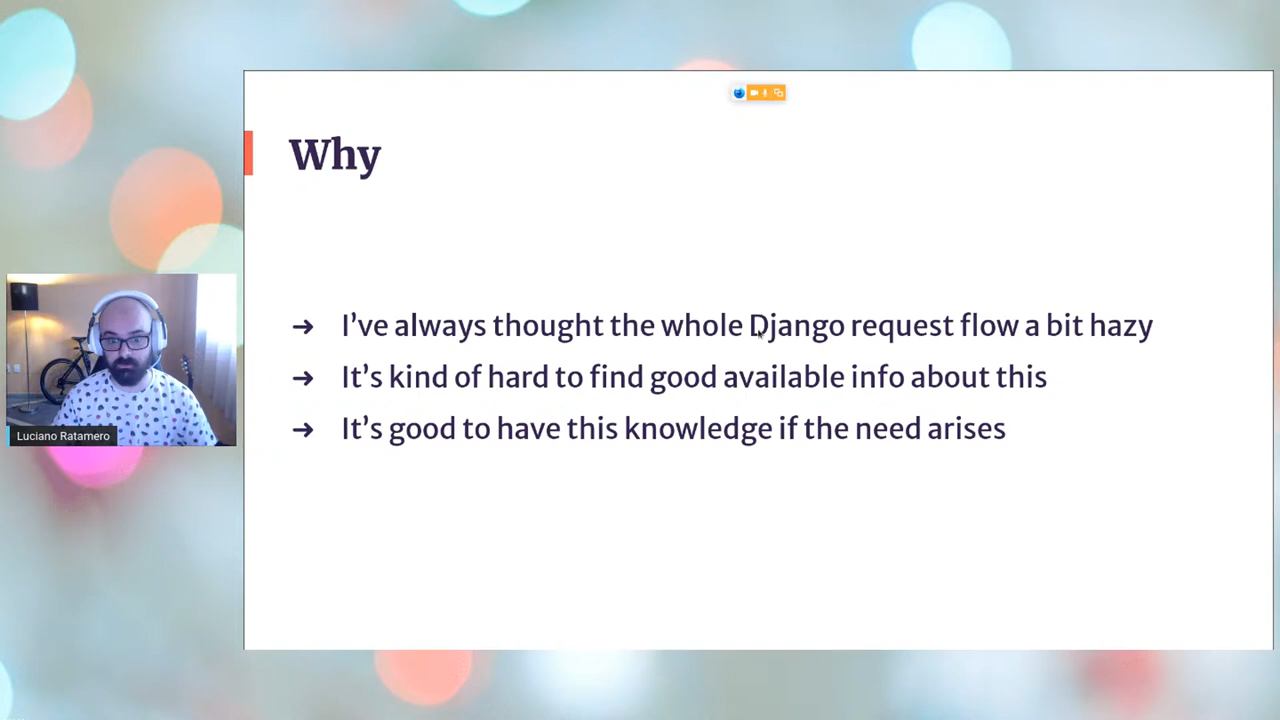 Why
➜ I’ve always thought the whole Django request flow a bit hazy
➜ It’s kind of hard to find good available info about this
➜ It’s good to have this knowledge if the need arises
Luciano Ratamero